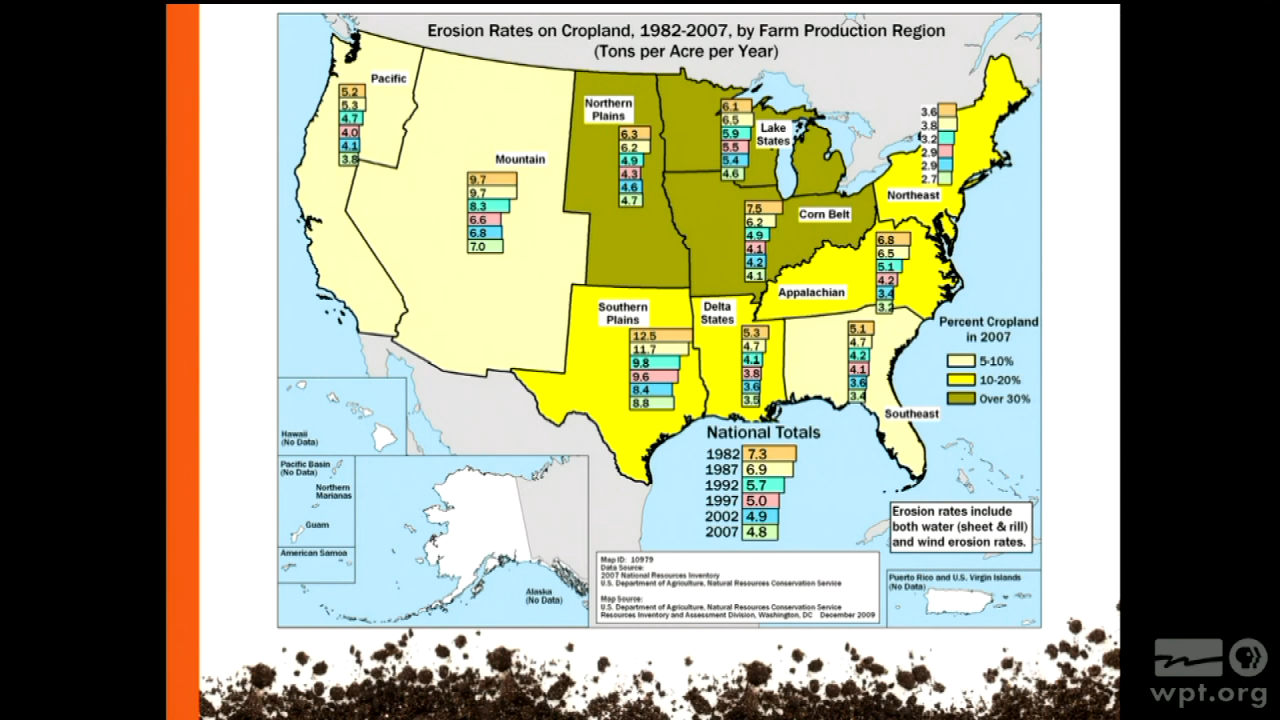 Erosion Rates on Cropland, 1982-2007, by Farm Production Region
(Tons per Acre per Year)
Pacific
5.2
5.3
4.7
4.0
4.1
3.8
Mountain
9.7
9.7
8.3
6.6
6.8
7.0
Northern
Plains
6.3
6.2
4.9
4.3
4.6
4.7
Lake
States
6.1
6.5
5.9
5.5
5.4
4.6
Corn Belt
7.5
6.2
4.9
4.1
4.2
4.1
Northeast
3.6
3.8
3.2
2.9
2.9
2.7
Appalachian
6.8
6.5
5.1
4.2
3.4
3.2
Southern
Plains
12.5
11.7
9.8
9.6
8.4
8.8
Delta
States
5.3
4.7
4.1
3.8
3.6
3.5
Southeast
5.1
4.7
4.2
4.1
3.6
3.4
Percent Cropland
in 2007
5-10%
10-20%
Over 30%
National Totals
1982 7.3
1987 6.9
1992 5.7
1997 5.0
2002 4.9
2007 4.8
Erosion rates include
both water (sheet & rill)
and wind erosion rates.
Hawaii
(No Data)
Pacific Basin
(No Data)
Northern
Marianas
Guam
American Samoa
Alaska
(No Data)
Map ID: 10979
Data Source:
2007 National Resources Inventory
U.S. Department of Agriculture, Natural Resources Conservation Service
Map Source:
U.S. Department of Agriculture, Natural Resources Conservation Service
Resources Inventory and Assessment Division, Washington, DC December 2009
Puerto Rico and U.S. Virgin Islands
(No Data)
wpt.org